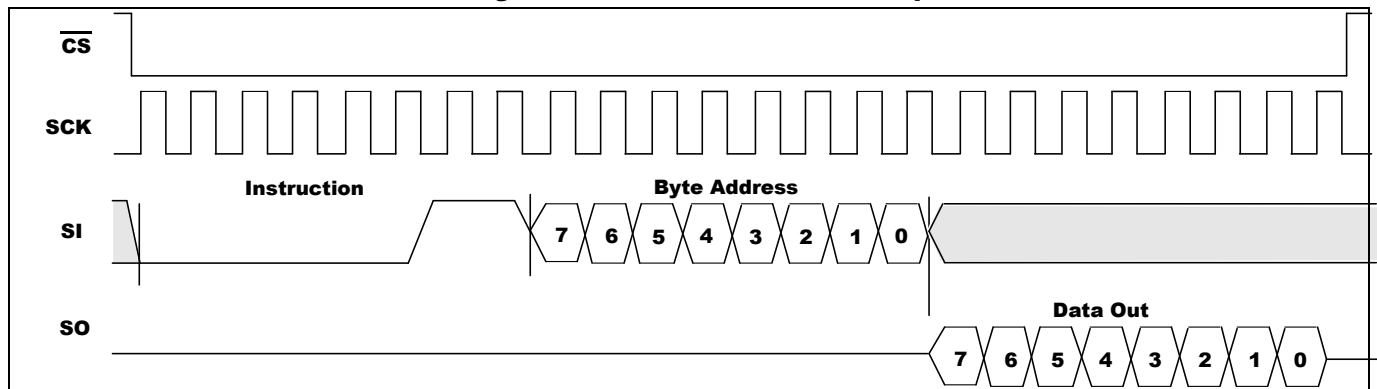 CS
SCK
Instruction
Byte Address
SI
7 6 5 4 3 2 1 0
Data Out
SO
7 6 5 4 3 2 1 0